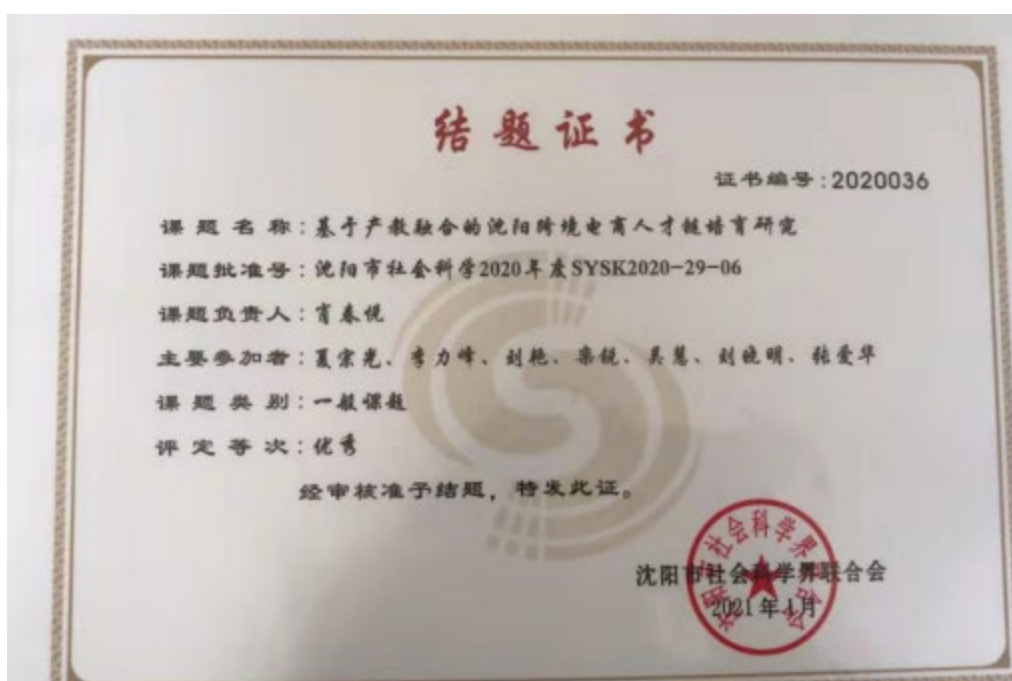 结题证书
证书编号:2020036
课题名称:基于产教融合的沈阳跨境电商人才链培育研究
课题批准号:沈阳市社会科学2020年度SYSK2020-29-06
课题负责人:肖春悦
主要参加者:夏宗光、李力峰、刘艳、栾锐、吴慧、刘晓明、张爱华
课题类别:一般课题
评定等次:优秀
经审核准予结题,特发此证。
沈阳市社会科学界联合会
2021年1月